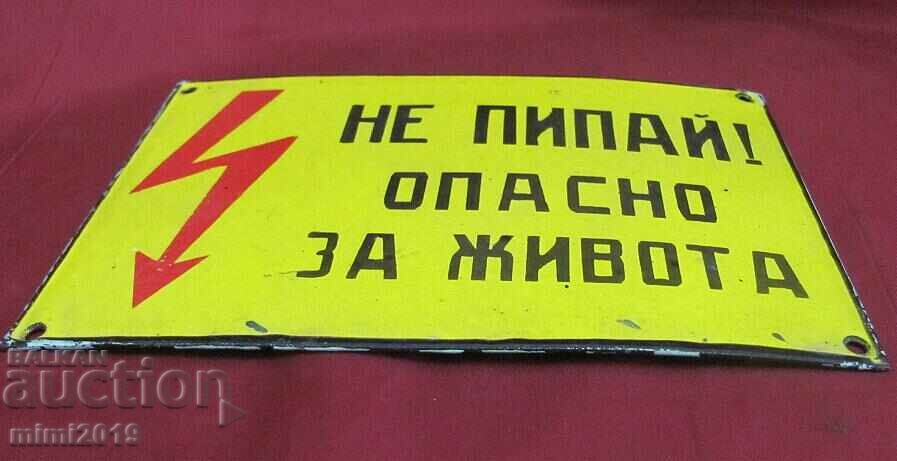 НЕ ПИПАЙ!
ОПАСНО
ЗА ЖИВОТА
BALKAN
auction
mimi2019